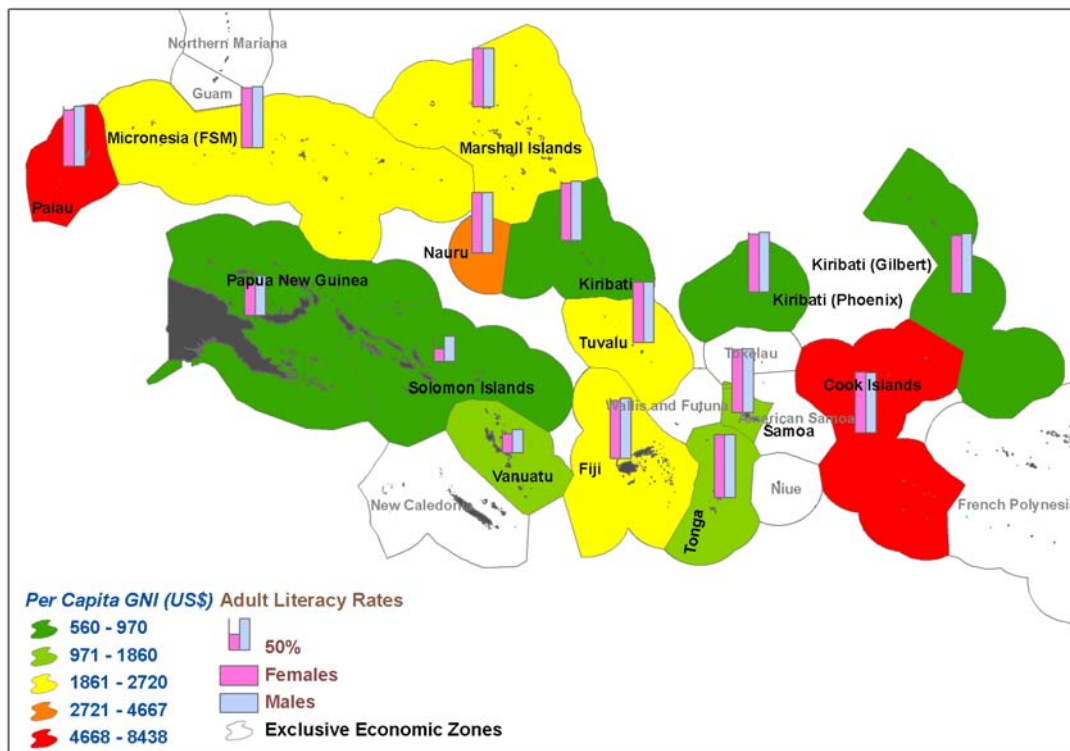 Northern Mariana
Guam
Micronesia (FSM)
Marshall Islands
Palau
Nauru
Kiribati (Gilbert)
Papua New Guinea
Kiribati
Kiribati (Phoenix)
Tuvalu
Tokelau
Solomon Islands
Cook Islands
Wallis and Futuna
American Samoa
Samoa
Vanuatu
Fiji
Niue
New Caledonia
French Polynesia
Tonga
Per Capita GNI (US$)
560 - 970
971 - 1860
1861 - 2720
2721 - 4667
4668 - 8438
Adult Literacy Rates
50%
Females
Males
Exclusive Economic Zones